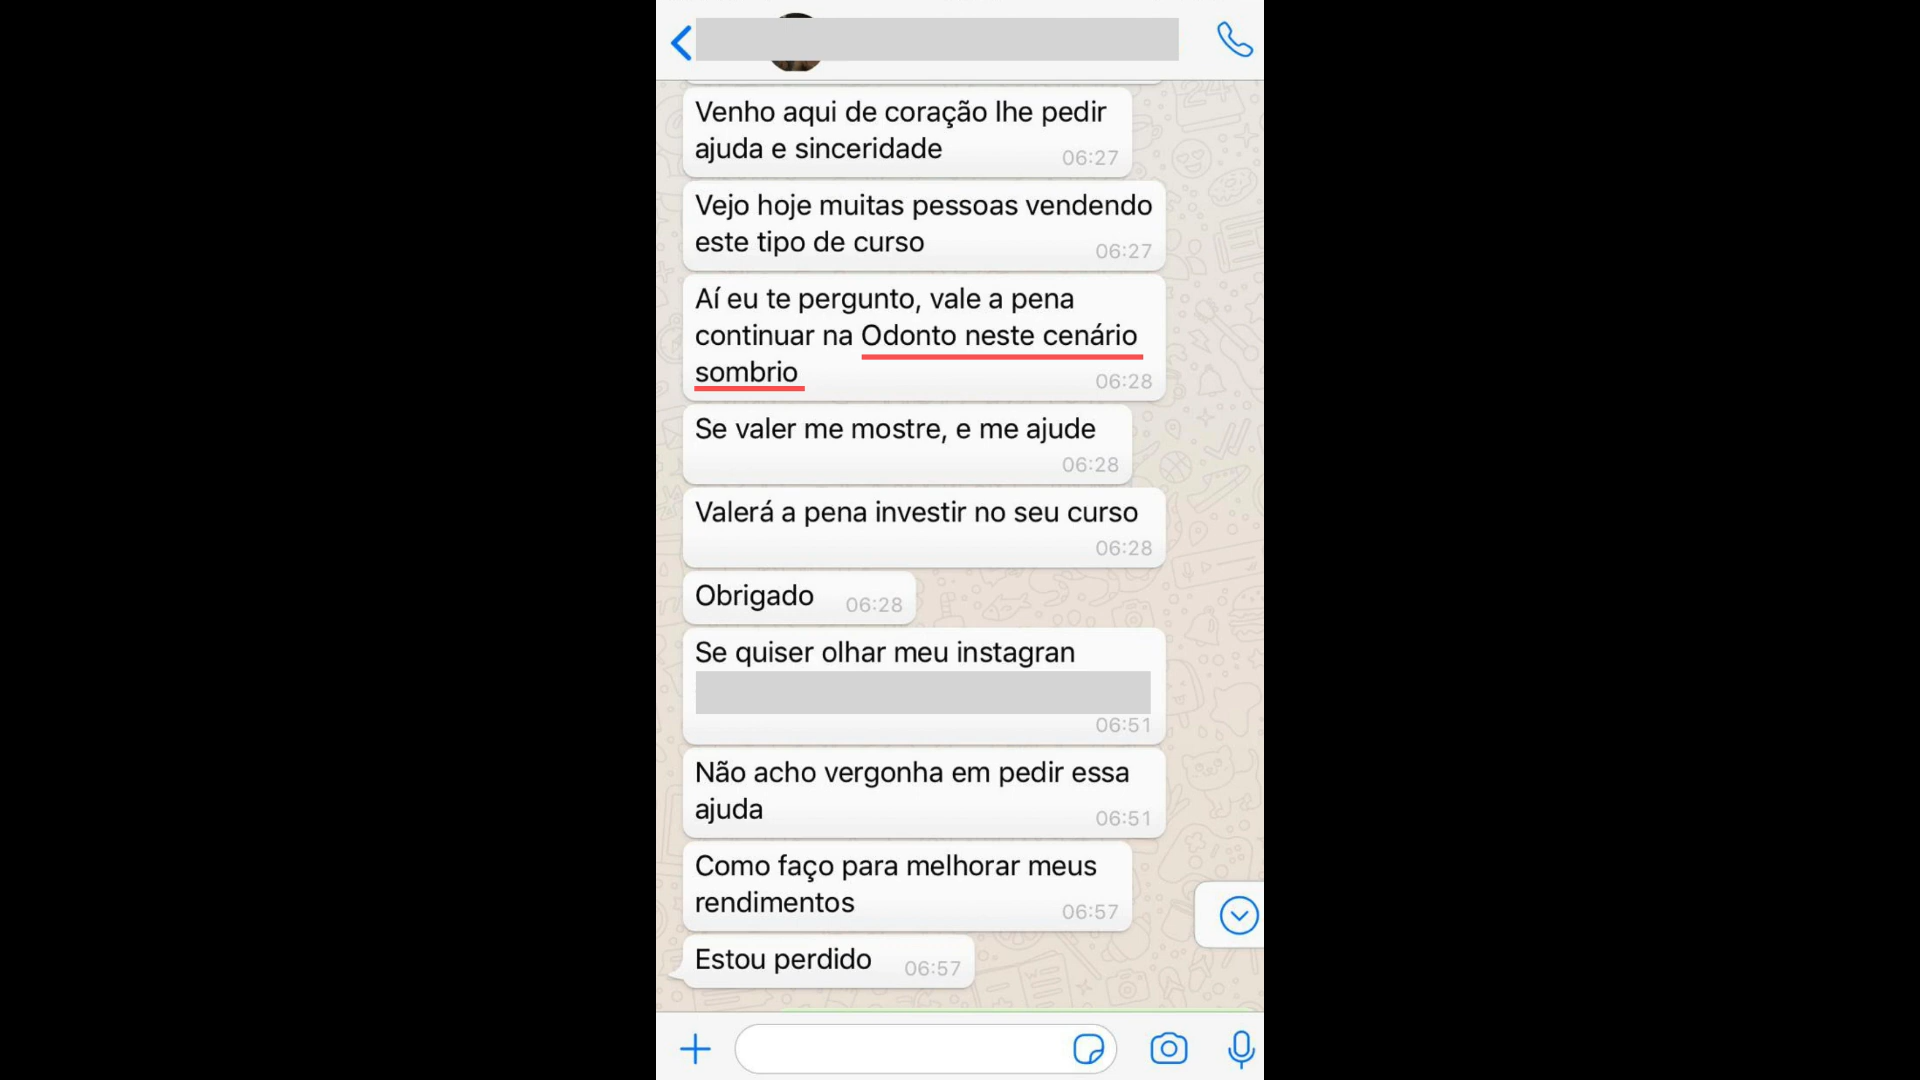 Venho aqui de coração lhe pedir
ajuda e sinceridade
06:27
Vejo hoje muitas pessoas vendendo
este tipo de curso
06:27
Aí eu te pergunto, vale a pena
continuar na Odonto neste cenário
sombrio
06:28
Se valer me mostre, e me ajude
06:28
Valerá a pena investir no seu curso
06:28
Obrigado 06:28
Se quiser olhar meu instagran
06:51
Não acho vergonha em pedir essa
ajuda
06:51
Como faço para melhorar meus
rendimentos
06:57
Estou perdido 06:57